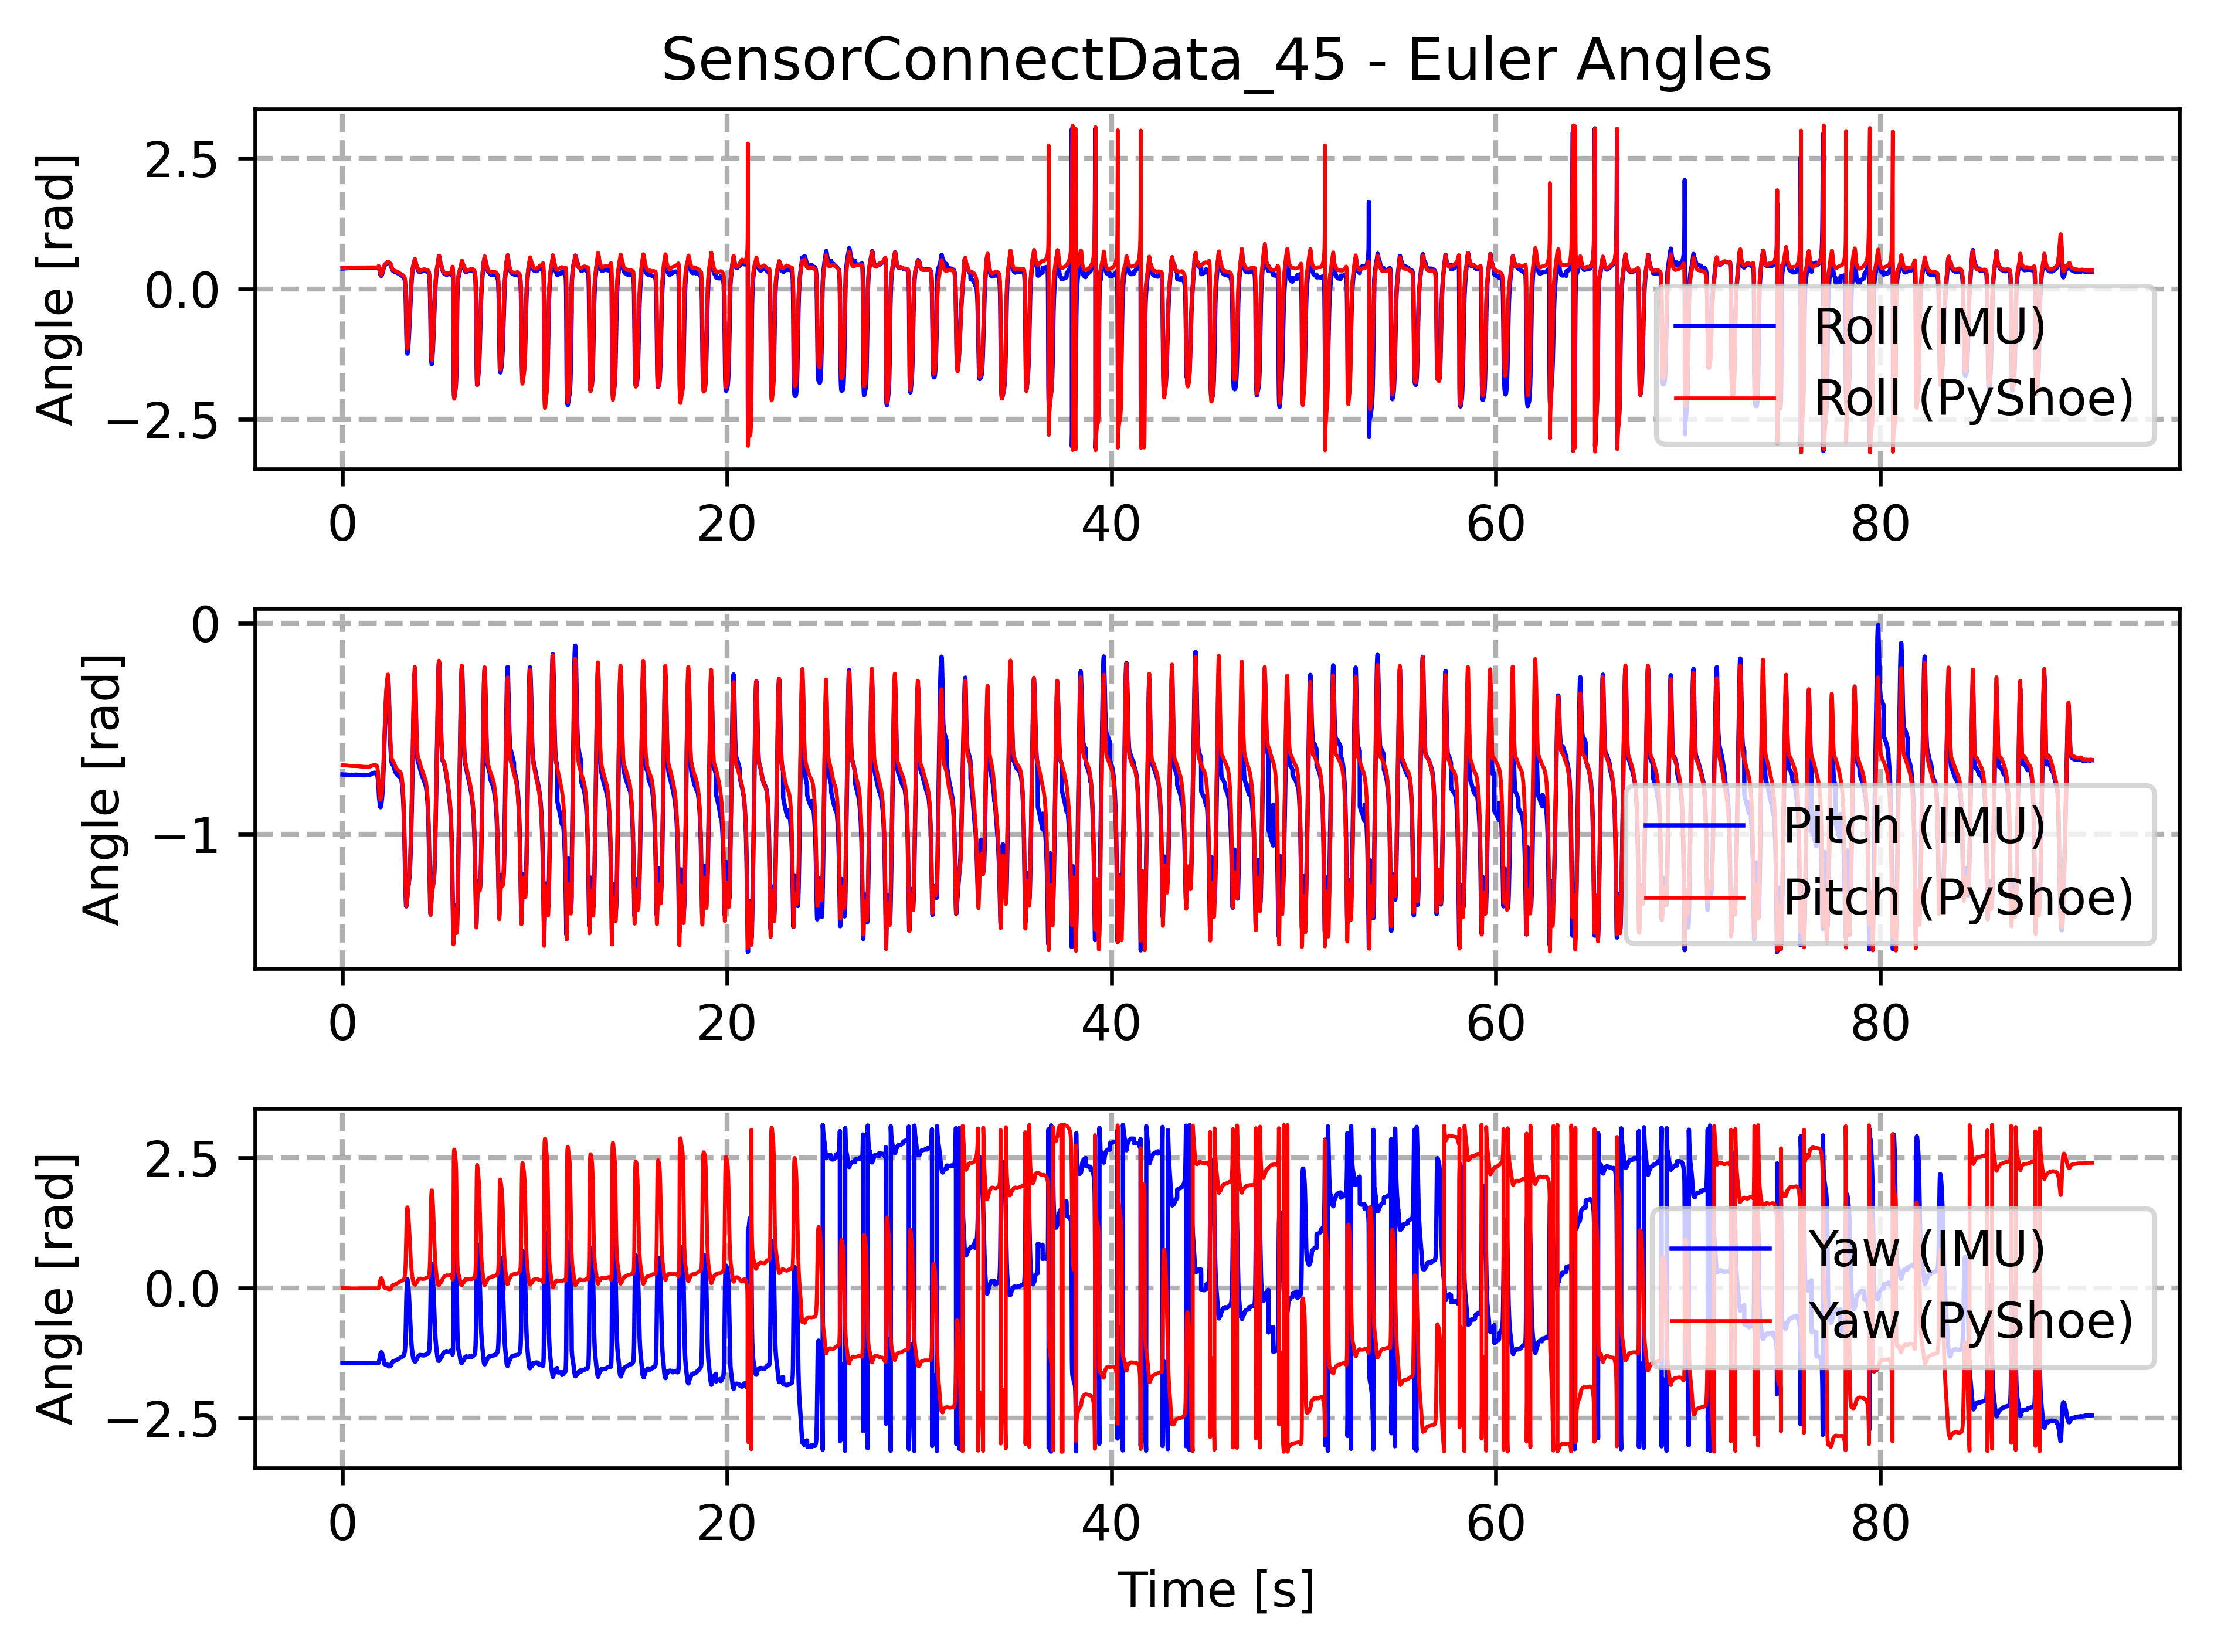 SensorConnectData_45 - Euler Angles
Angle [rad]
2.5
0.0
−2.5
Roll (IMU)
Roll (PyShoe)
0 20 40 60 80
Angle [rad]
0
−1
Pitch (IMU)
Pitch (PyShoe)
0 20 40 60 80
Angle [rad]
2.5
0.0
−2.5
Yaw (IMU)
Yaw (PyShoe)
0 20 40 60 80
Time [s]